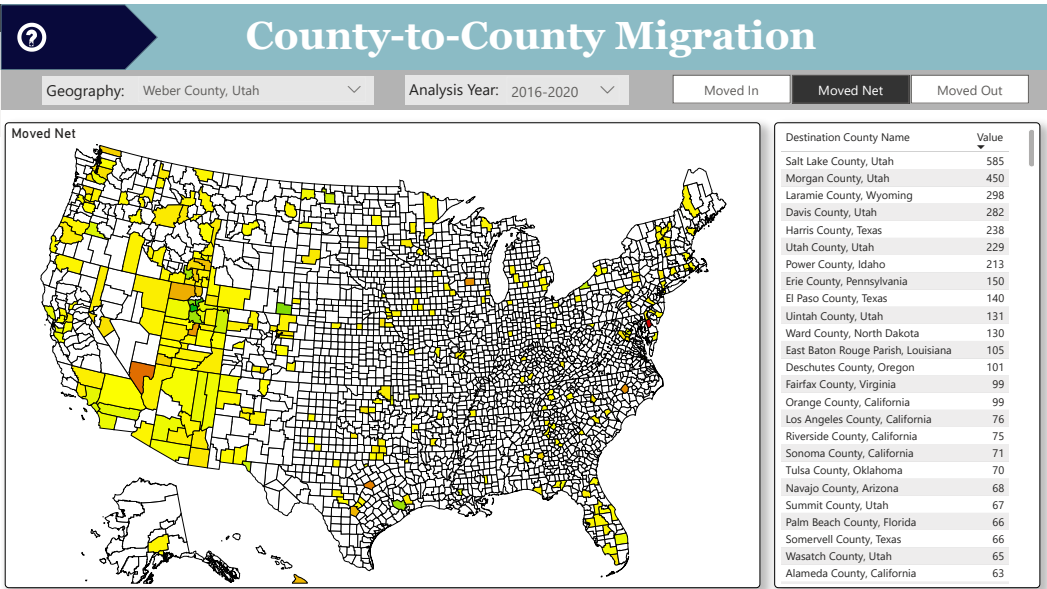 ?
County-to-County Migration
Geography: Weber County, Utah
Analysis Year: 2016-2020
Moved In
Moved Net
Moved Out
Moved Net
Destination County Name Value
Salt Lake County, Utah 585
Morgan County, Utah 450
Laramie County, Wyoming 298
Davis County, Utah 282
Harris County, Texas 238
Utah County, Utah 229
Power County, Idaho 213
Erie County, Pennsylvania 150
El Paso County, Texas 140
Uintah County, Utah 131
Ward County, North Dakota 130
East Baton Rouge Parish, Louisiana 105
Deschutes County, Oregon 101
Fairfax County, Virginia 99
Orange County, California 99
Los Angeles County, California 76
Riverside County, California 75
Sonoma County, California 71
Tulsa County, Oklahoma 70
Navajo County, Arizona 68
Summit County, Utah 67
Palm Beach County, Florida 66
Somervell County, Texas 66
Wasatch County, Utah 65
Alameda County, California 63